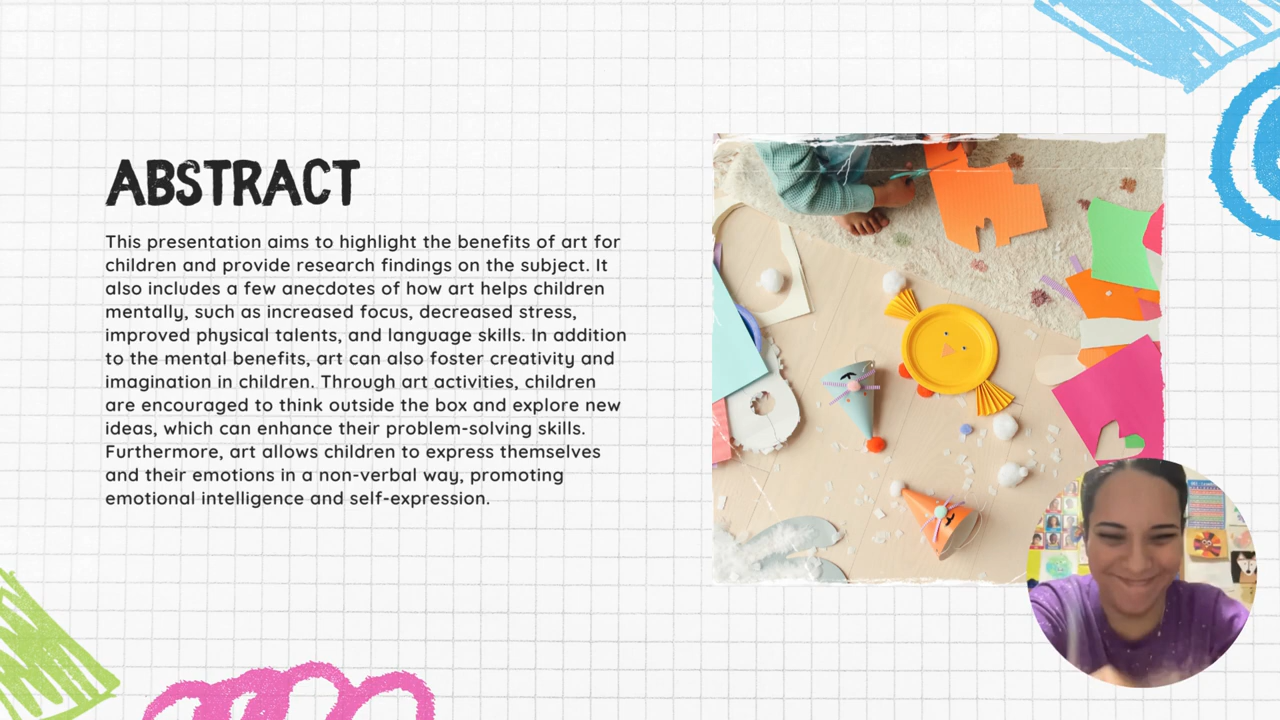 ABSTRACT
This presentation aims to highlight the benefits of art for
children and provide research findings on the subject. It
also includes a few anecdotes of how art helps children
mentally, such as increased focus, decreased stress,
improved physical talents, and language skills. In addition
to the mental benefits, art can also foster creativity and
imagination in children. Through art activities, children
are encouraged to think outside the box and explore new
ideas, which can enhance their problem-solving skills.
Furthermore, art allows children to express themselves
and their emotions in a non-verbal way, promoting
emotional intelligence and self-expression.